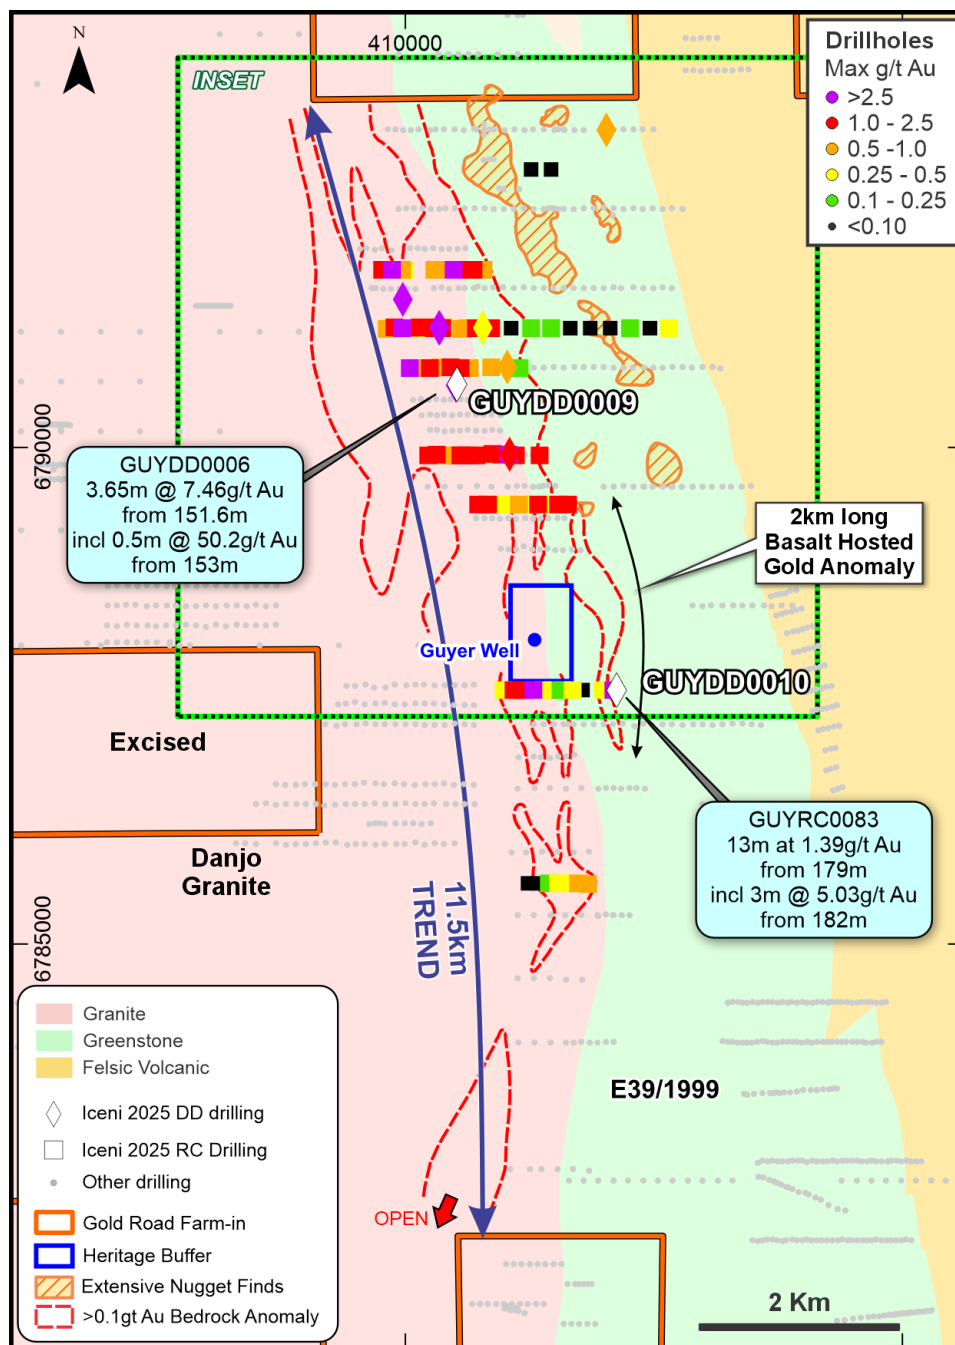 N
410000
INSET
Drillholes
Max g/t Au
>2.5
1.0 - 2.5
0.5 -1.0
0.25 - 0.5
0.1 - 0.25
<0.10
6790000
GUYDD0009
GUYDD0006
3.65m @ 7.46g/t Au
from 151.6m
incl 0.5m @ 50.2g/t Au
from 153m
2km long
Basalt Hosted
Gold Anomaly
Guyer Well
GUYDD0010
Excised
GUYRC0083
13m at 1.39g/t Au
from 179m
incl 3m @ 5.03g/t Au
from 182m
Danjo
Granite
11.5km
TREND
6785000
Granite
Greenstone
Felsic Volcanic
Iceni 2025 DD drilling
Iceni 2025 RC Drilling
Other drilling
Gold Road Farm-in
Heritage Buffer
Extensive Nugget Finds
>0.1gt Au Bedrock Anomaly
E39/1999
OPEN
2 Km